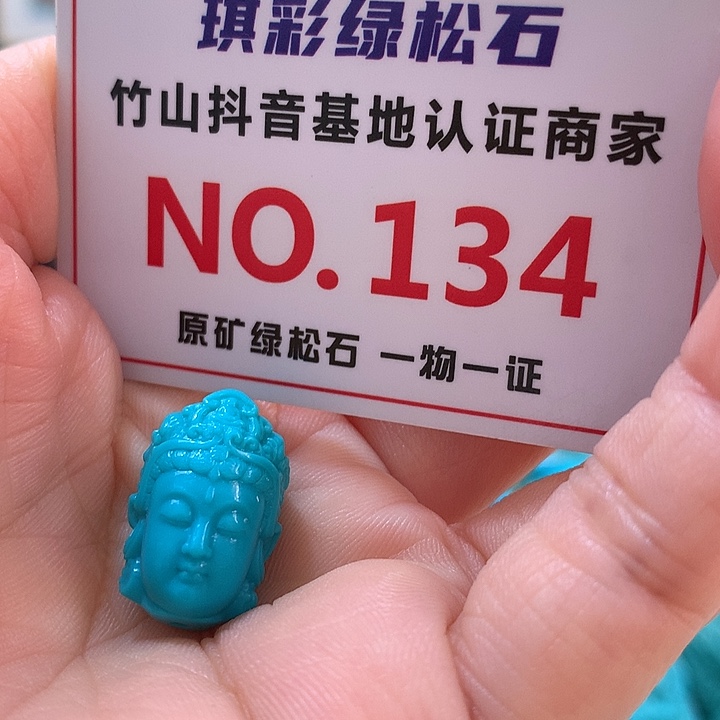 琪彩绿松石
竹山抖音基地认证商家
NO.134
原矿绿松石 一物一证